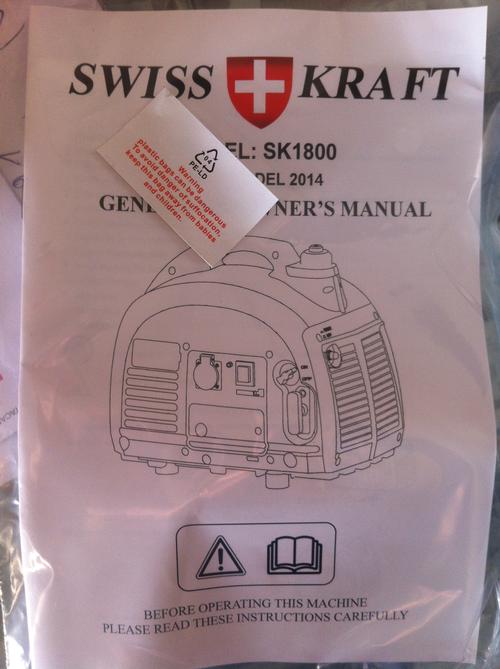 SWISS KRAFT
EL: SK1800
DEL 2014
GENE NER'S MANUAL
04
PE-LD
Warning
plastic bags can be dangerous
To avoid danger of suffocation,
keep this bag away from babies
and children.
BEFORE OPERATING THIS MACHINE
PLEASE READ THESE INSTRUCTIONS CAREFULLY